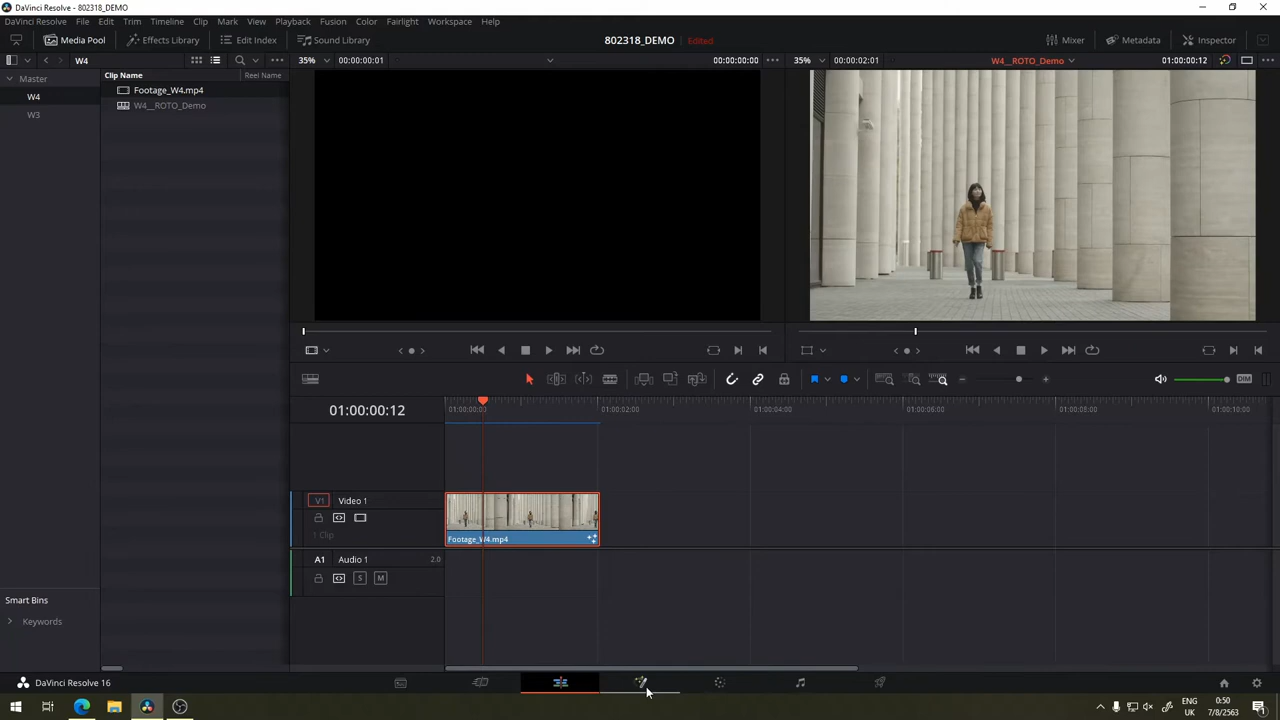 DaVinci Resolve - 802318_DEMO
DaVinci Resolve File Edit Trim Timeline Clip Mark View Playback Fusion Color Fairlight Workspace Help
Media Pool Effects Library Edit Index Sound Library 802318_DEMO Edited Mixer Metadata Inspector
W4 35% 00:00:00:01 00:00:00:00 35% 00:00:02:01 W4__ROTO_Demo 01:00:00:12
Master Clip Name Reel Name
W4 Footage_W4.mp4
W4__ROTO_Demo
W3
DIM
01:00:00:12 01:00:00:00 01:00:02:00 01:00:04:00 01:00:06:00 01:00:08:00 01:00:10:00
V1 Video 1
1 Clip
Footage_W4.mp4
A1 Audio 1 2.0
S M
Smart Bins
Keywords
DaVinci Resolve 16
ENG
UK
0:50
7/8/2563
1